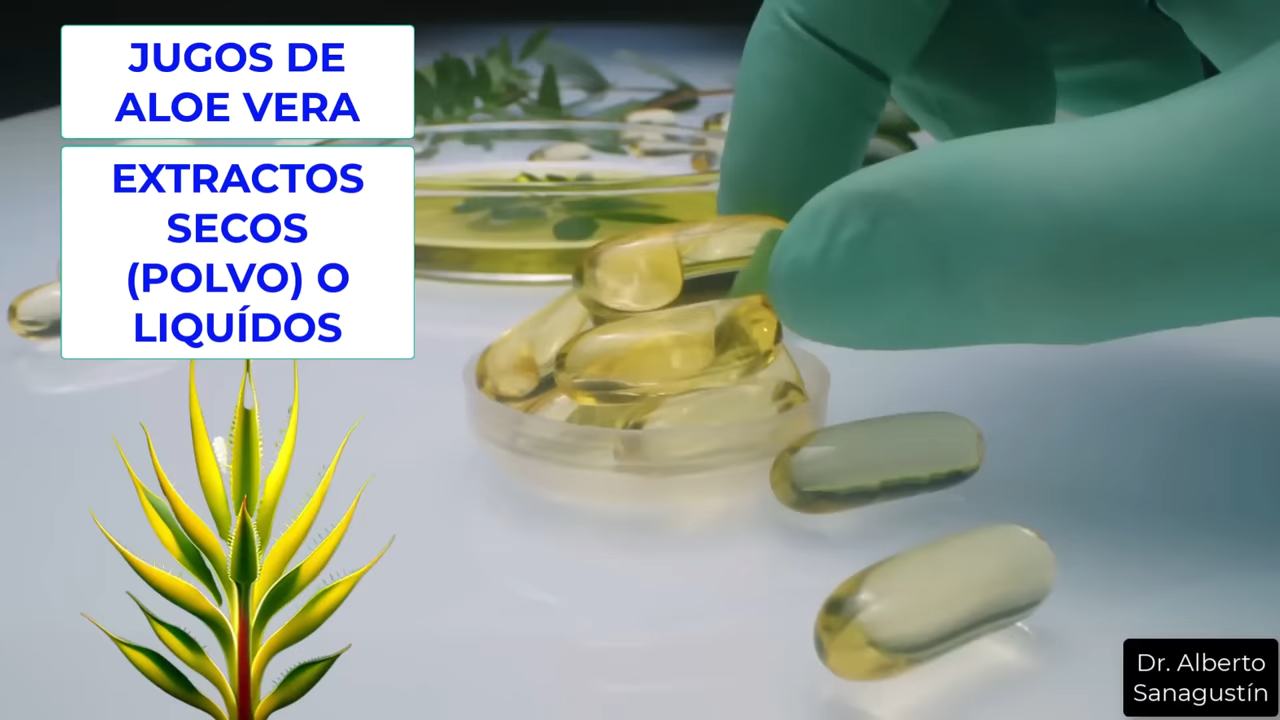 JUGOS DE
ALOE VERA
EXTRACTOS
SECOS
(POLVO) O
LIQUÍDOS
Dr. Alberto
Sanagustín